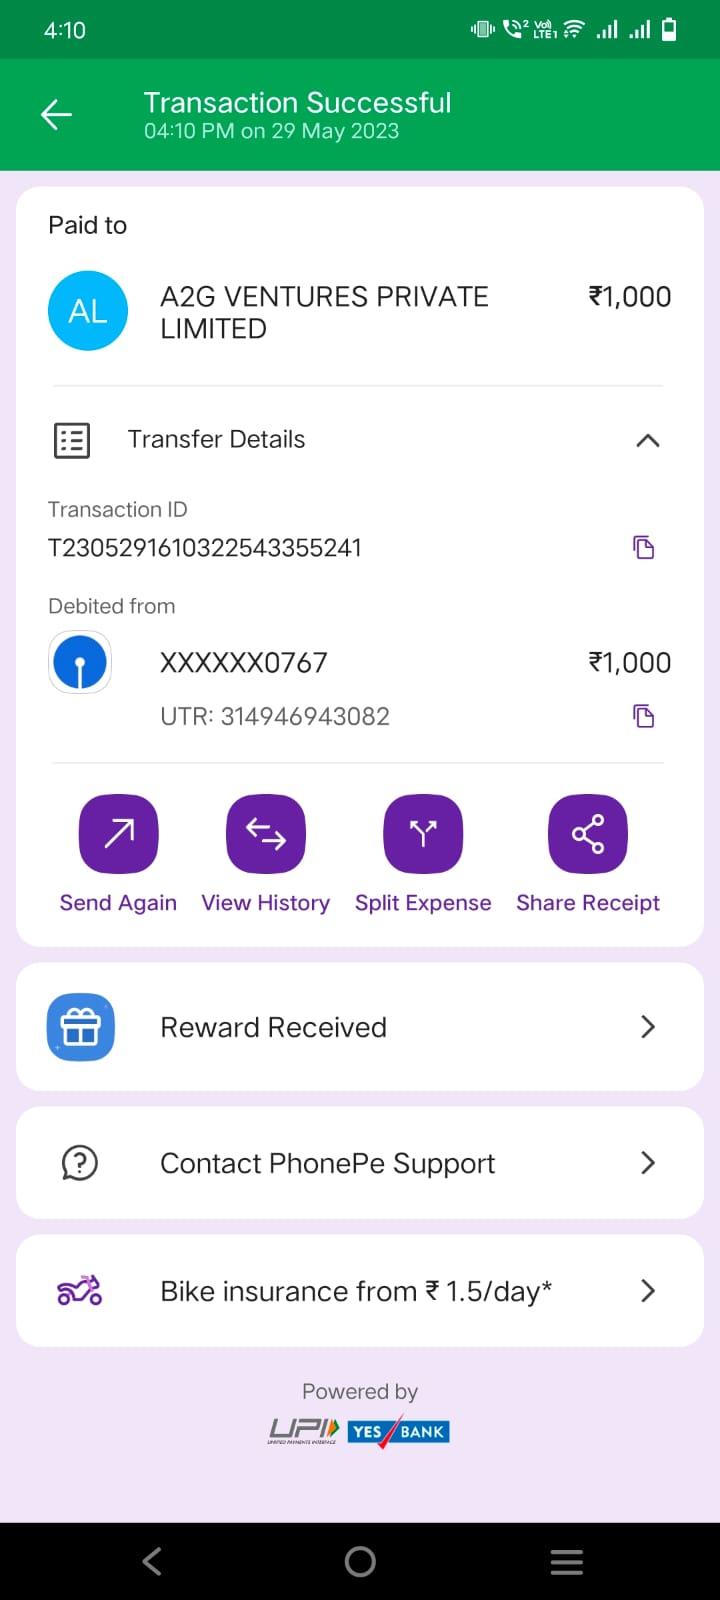 4:10
2
Vo))
LTE1
Transaction Successful
04:10 PM on 29 May 2023
Paid to
AL
A2G VENTURES PRIVATE
LIMITED
₹1,000
Transfer Details
Transaction ID
T2305291610322543355241
Debited from
XXXXXX0767
₹1,000
UTR: 314946943082
Send Again
View History
Split Expense
Share Receipt
Reward Received
Contact PhonePe Support
Bike insurance from ₹ 1.5/day*
Powered by
UPI
UNIFIED PAYMENTS INTERFACE
YES BANK